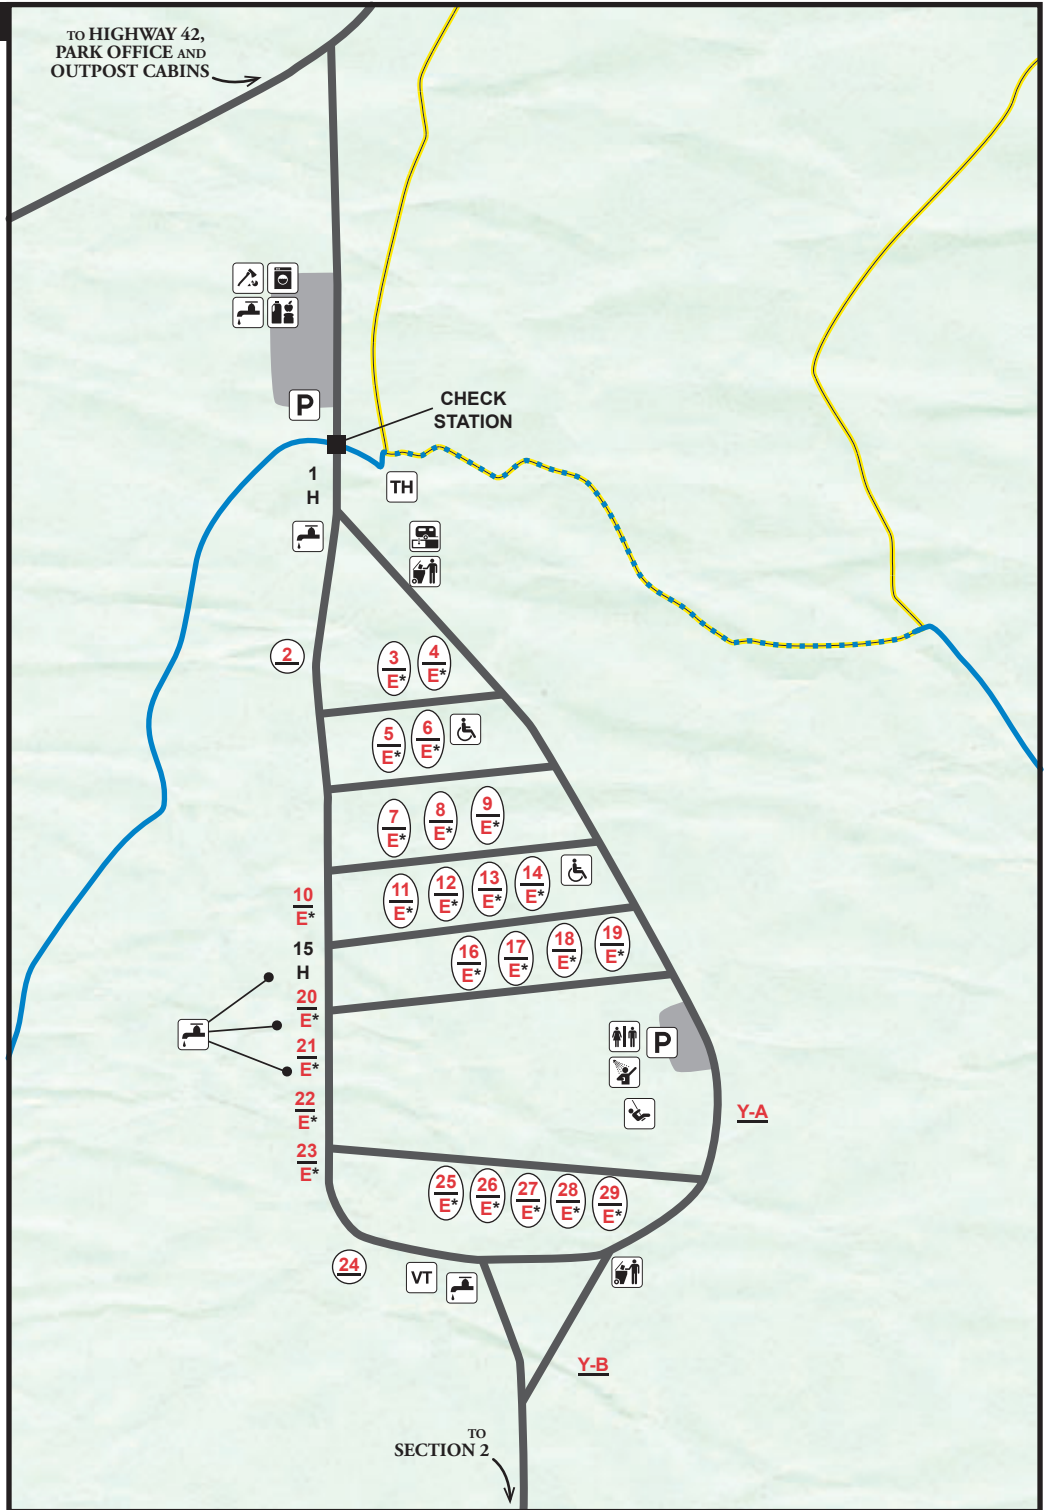 TO HIGHWAY 42,
PARK OFFICE AND
OUTPOST CABINS
P
CHECK
STATION
1
H
TH
2
3
E*
4
E*
5
E*
6
E*
7
E*
8
E*
9
E*
10
E*
11
E*
12
E*
13
E*
14
E*
15
H
16
E*
17
E*
18
E*
19
E*
20
E*
21
E*
P
22
E*
Y-A
23
E*
25
E*
26
E*
27
E*
28
E*
29
E*
24
VT
Y-B
TO
SECTION 2